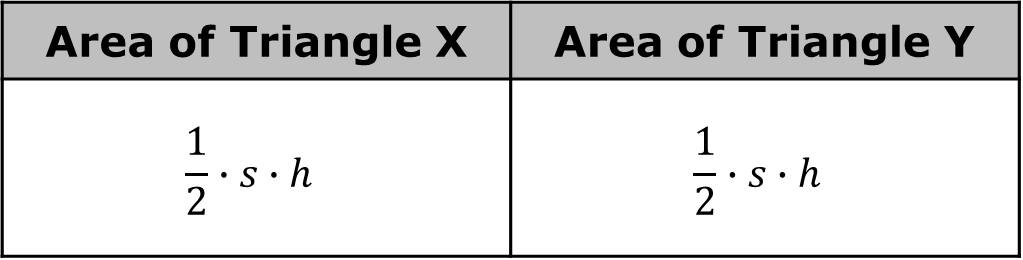 Area of Triangle X	Area of Triangle Y
1/2 · s · h	1/2 · s · h